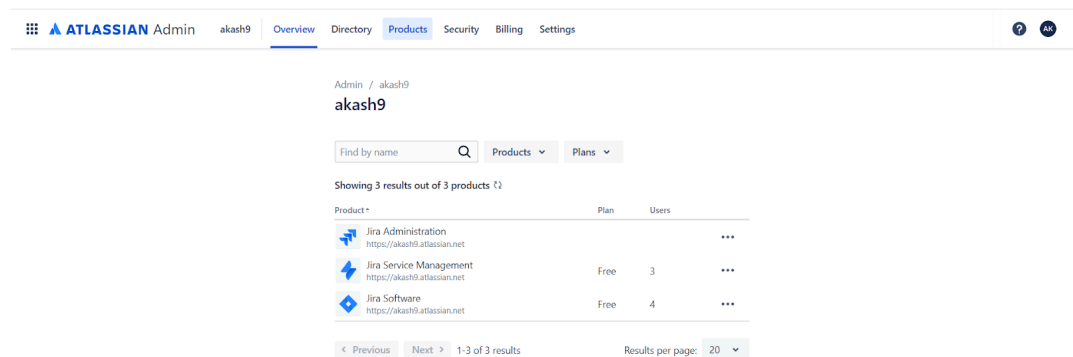 ATLASSIAN Admin akash9 Overview Directory Products Security Billing Settings ? AK
Admin / akash9
akash9
Find by name Products Plans
Showing 3 results out of 3 products
Product Plan Users
Jira Administration
https://akash9.atlassian.net
Jira Service Management Free 3
https://akash9.atlassian.net
Jira Software Free 4
https://akash9.atlassian.net
Previous Next 1-3 of 3 results Results per page: 20